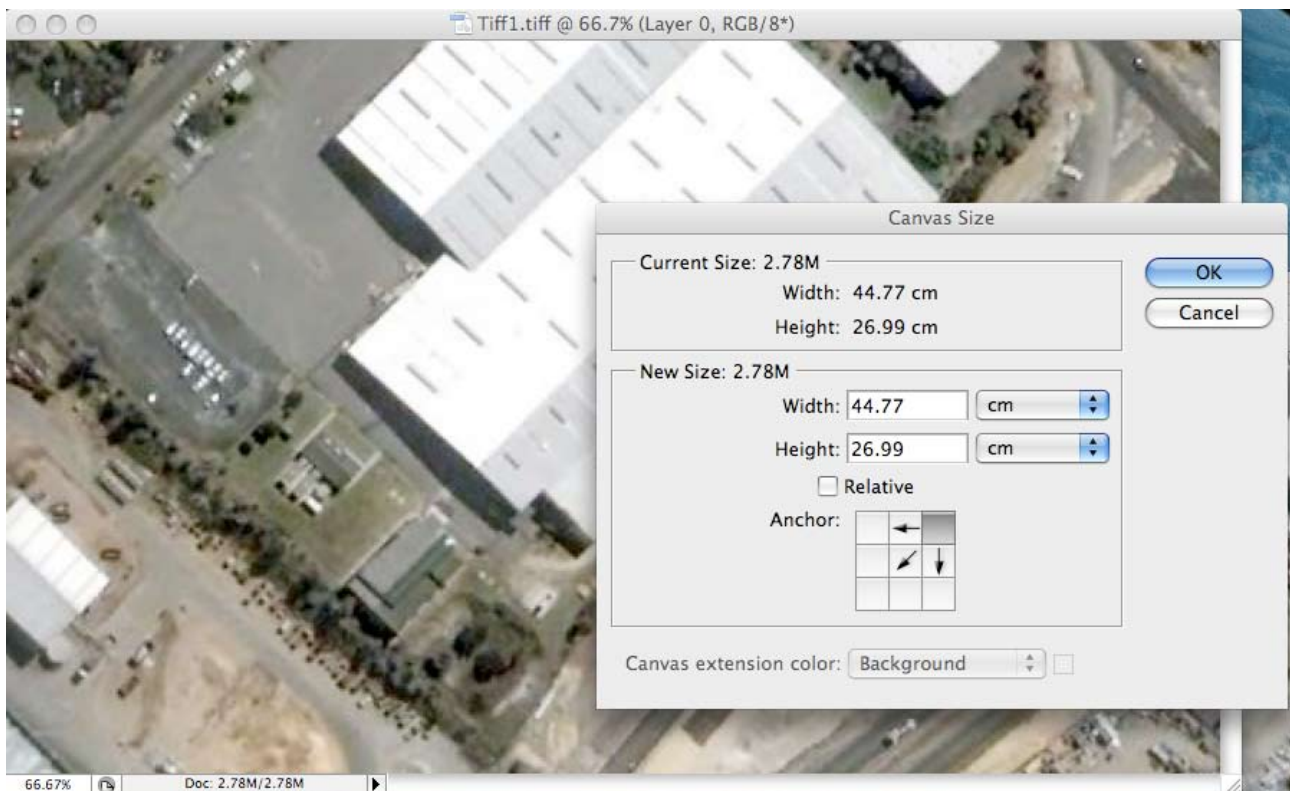 Tiff1.tiff @ 66.7% (Layer 0, RGB/8*)
Canvas Size
Current Size: 2.78M
Width: 44.77 cm
Height: 26.99 cm
OK
Cancel
New Size: 2.78M
Width: 44.77 cm
Height: 26.99 cm
Relative
Anchor:
Canvas extension color: Background
66.67% Doc: 2.78M/2.78M